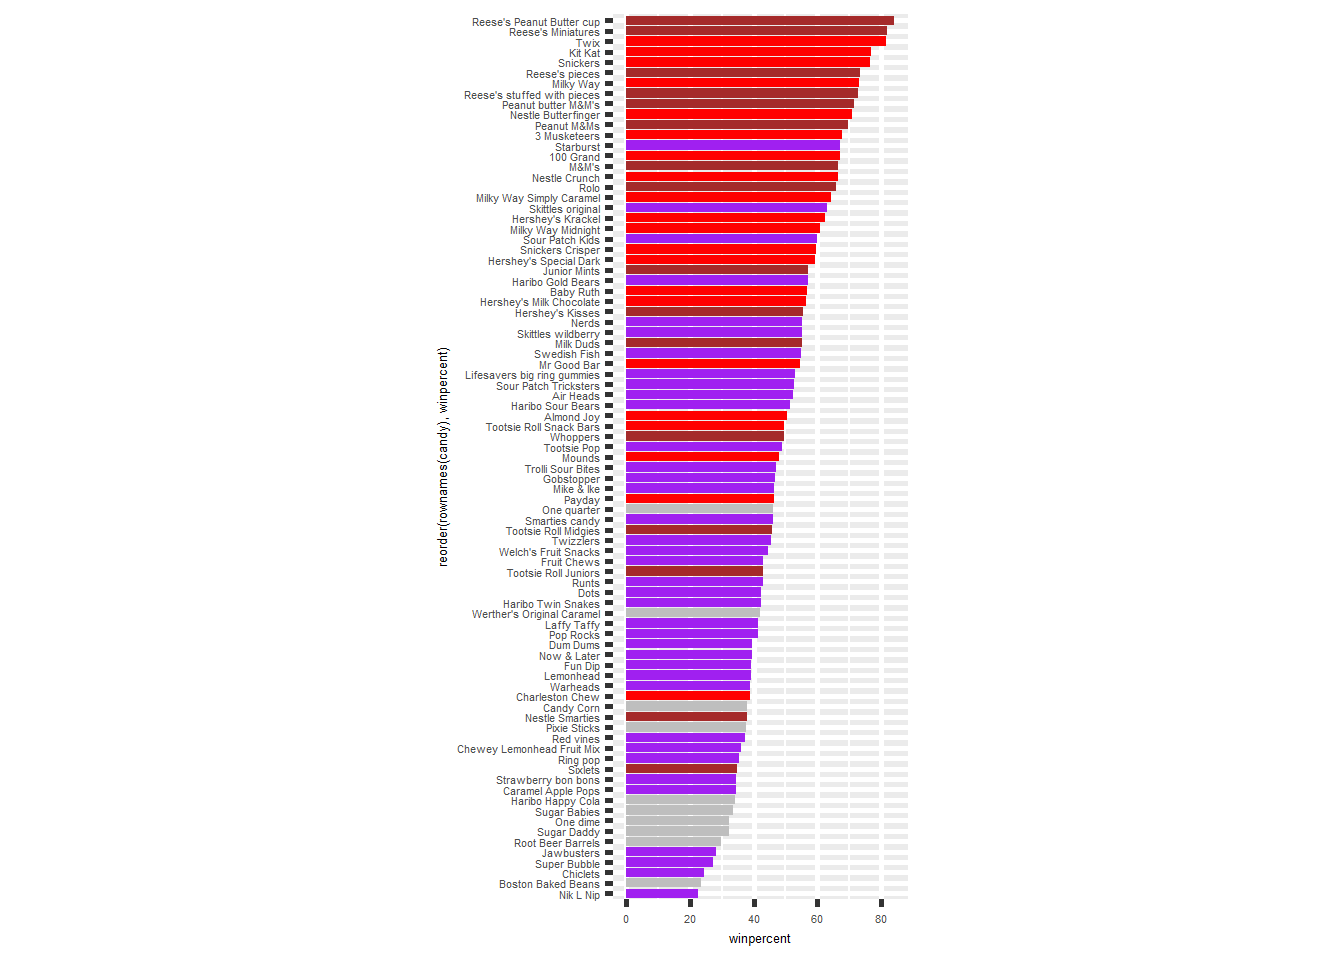 Reese's Peanut Butter cup
Reese's Miniatures
Twix
Kit Kat
Snickers
Reese's pieces
Milky Way
Reese's stuffed with pieces
Peanut butter M&M's
Nestle Butterfinger
Peanut M&Ms
3 Musketeers
Starburst
100 Grand
M&M's
Nestle Crunch
Rolo
Milky Way Simply Caramel
Skittles original
Hershey's Krackel
Milky Way Midnight
Sour Patch Kids
Snickers Crisper
Hershey's Special Dark
Junior Mints
Haribo Gold Bears
Baby Ruth
Hershey's Milk Chocolate
Hershey's Kisses
Nerds
Skittles wildberry
Milk Duds
Swedish Fish
Mr Good Bar
Lifesavers big ring gummies
Sour Patch Tricksters
Air Heads
Haribo Sour Bears
Almond Joy
Tootsie Roll Snack Bars
Whoppers
Tootsie Pop
Mounds
Trolli Sour Bites
Gobstopper
Mike & Ike
Payday
One quarter
Smarties candy
Tootsie Roll Midgies
Twizzlers
Welch's Fruit Snacks
Fruit Chews
Tootsie Roll Juniors
Runts
Dots
Haribo Twin Snakes
Werther's Original Caramel
Laffy Taffy
Pop Rocks
Dum Dums
Now & Later
Fun Dip
Lemonhead
Warheads
Charleston Chew
Candy Corn
Nestle Smarties
Pixie Sticks
Red vines
Chewey Lemonhead Fruit Mix
Ring pop
Sixlets
Strawberry bon bons
Caramel Apple Pops
Haribo Happy Cola
Sugar Babies
One dime
Sugar Daddy
Root Beer Barrels
Jawbusters
Super Bubble
Chiclets
Boston Baked Beans
Nik L Nip
reorder(rownames(candy), winpercent)
0 20 40 60 80
winpercent